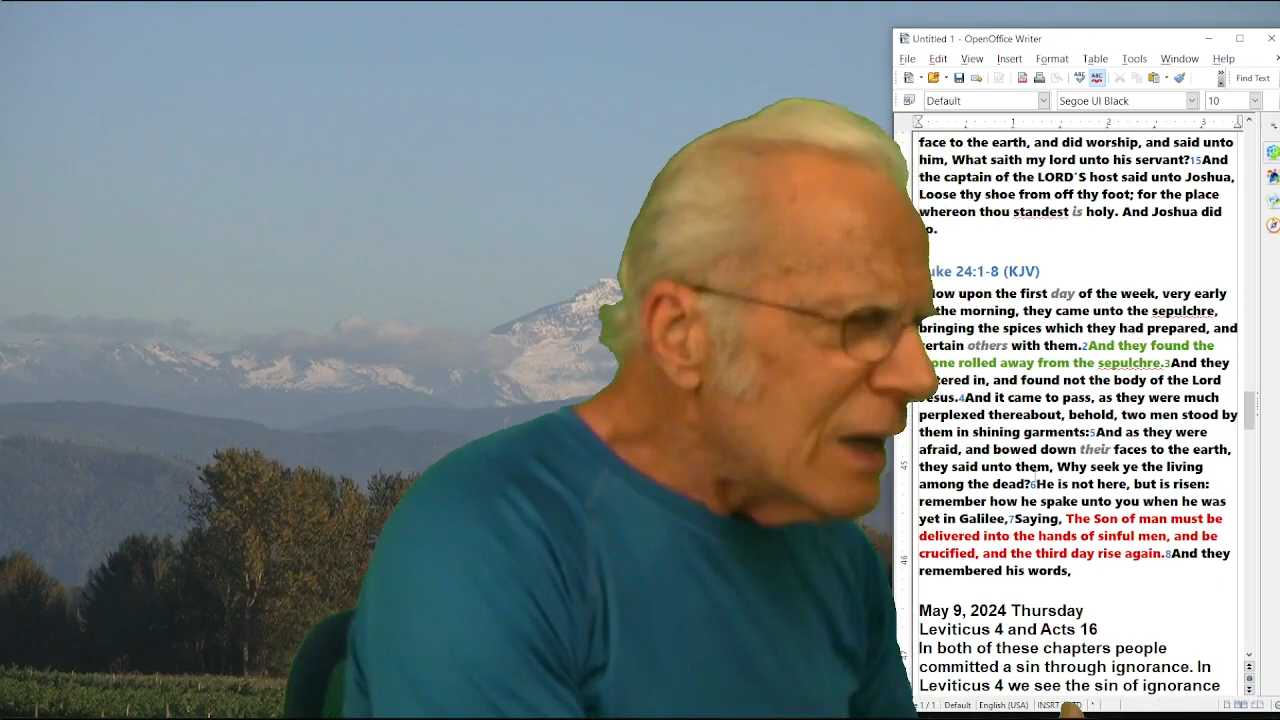 Untitled 1 - OpenOffice Writer
File Edit View Insert Format Table Tools Window Help
Find Text
Default Segoe UI Black 10
1 2 3
face to the earth, and did worship, and said unto
him, What saith my lord unto his servant?15And
the captain of the LORD'S host said unto Joshua,
Loose thy shoe from off thy foot; for the place
whereon thou standest is holy. And Joshua did
o.
uke 24:1-8 (KJV)
ow upon the first day of the week, very early
the morning, they came unto the sepulchre,
bringing the spices which they had prepared, and
ertain others with them.2And they found the
one rolled away from the sepulchre.3And they
tered in, and found not the body of the Lord
Jesus.4And it came to pass, as they were much
perplexed thereabout, behold, two men stood by
them in shining garments:5And as they were
afraid, and bowed down their faces to the earth,
they said unto them, Why seek ye the living
among the dead?6He is not here, but is risen:
remember how he spake unto you when he was
yet in Galilee,7Saying, The Son of man must be
delivered into the hands of sinful men, and be
crucified, and the third day rise again.8And they
remembered his words,
May 9, 2024 Thursday
Leviticus 4 and Acts 16
In both of these chapters people
committed a sin through ignorance. In
Leviticus 4 we see the sin of ignorance
45
46
1 / 1 Default English (USA) INSRT